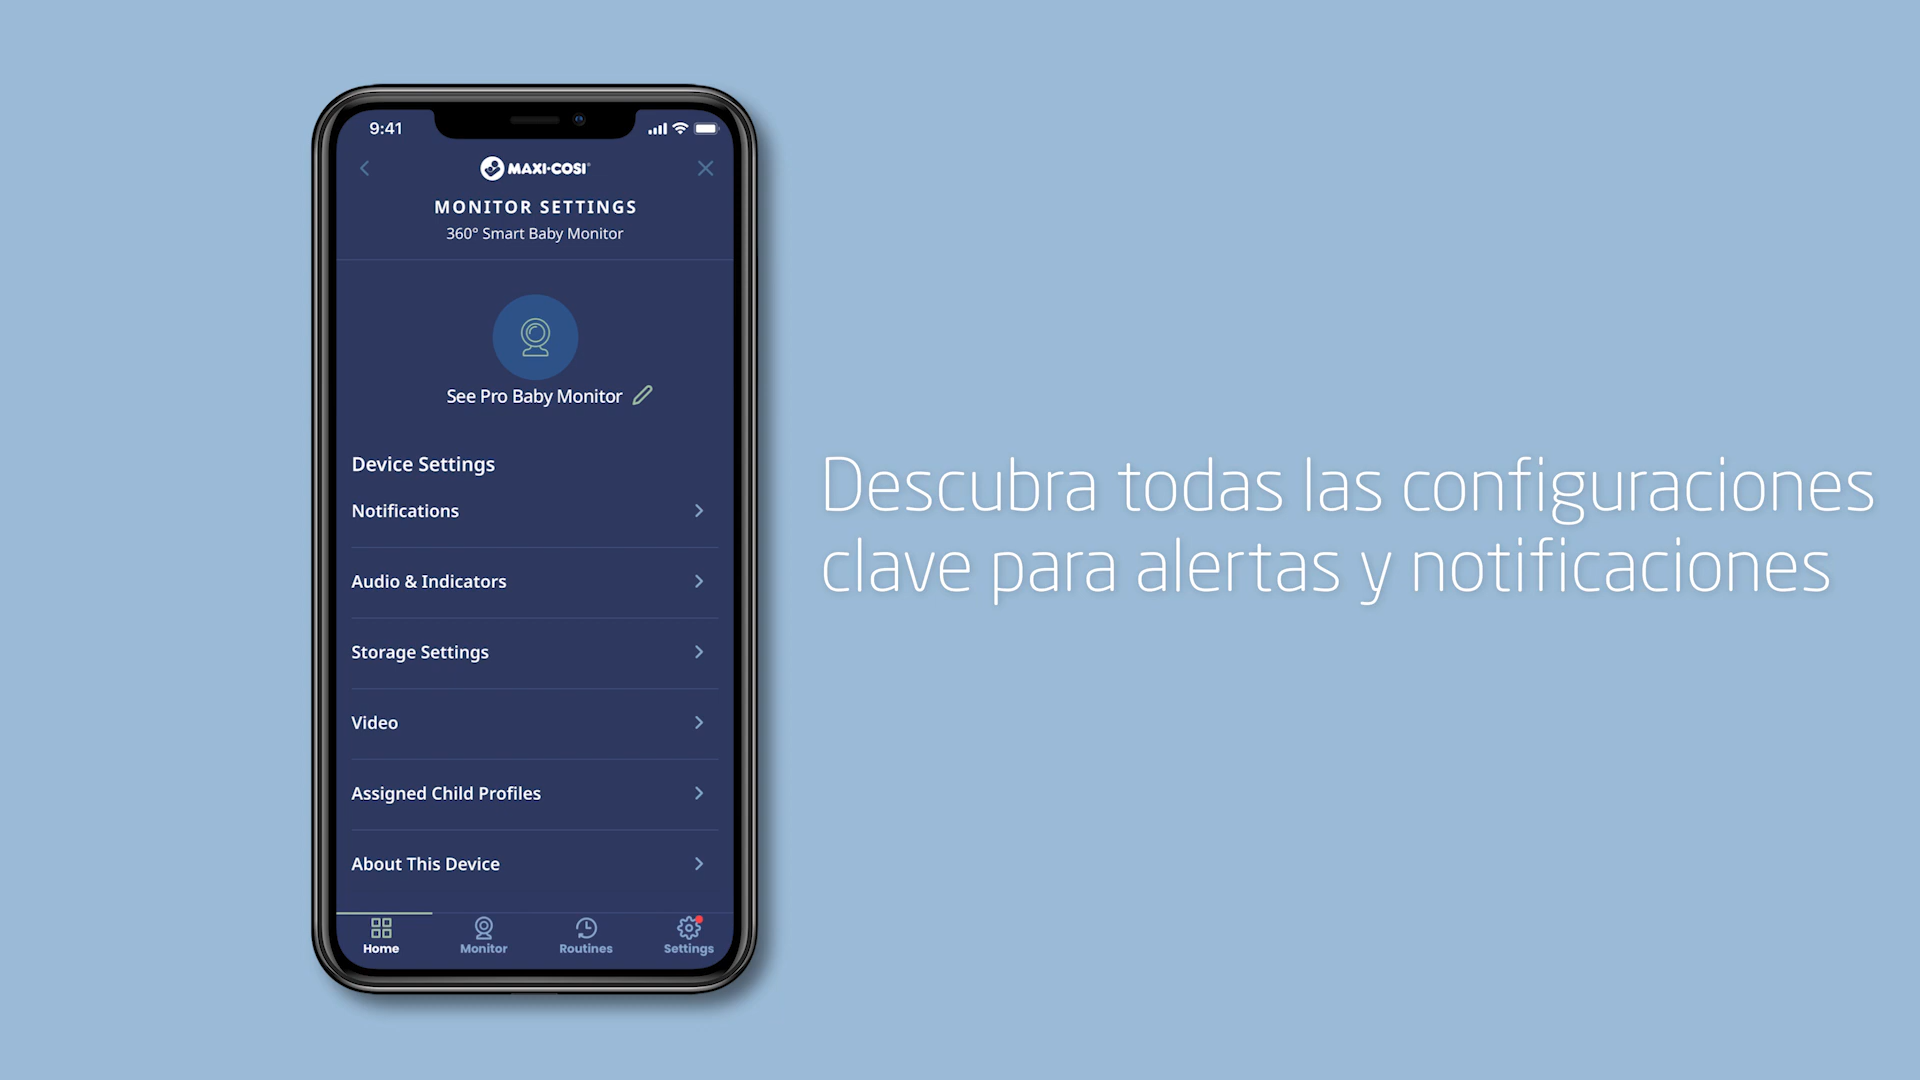 9:41
MAXI·COSI®
MONITOR SETTINGS
360° Smart Baby Monitor
See Pro Baby Monitor
Device Settings
Notifications
Audio & Indicators
Storage Settings
Video
Assigned Child Profiles
About This Device
Home
Monitor
Routines
Settings
Descubra todas las configuraciones
clave para alertas y notificaciones